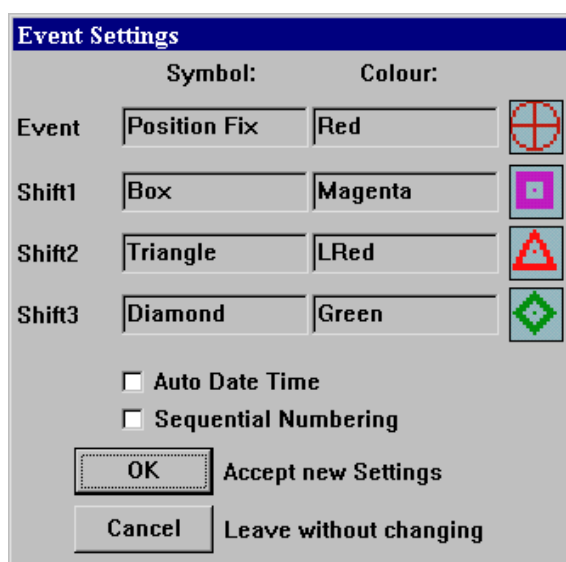 Event Settings
Symbol: Colour:
Event Position Fix Red
Shift1 Box Magenta
Shift2 Triangle LRed
Shift3 Diamond Green
Auto Date Time
Sequential Numbering
OK Accept new Settings
Cancel Leave without changing